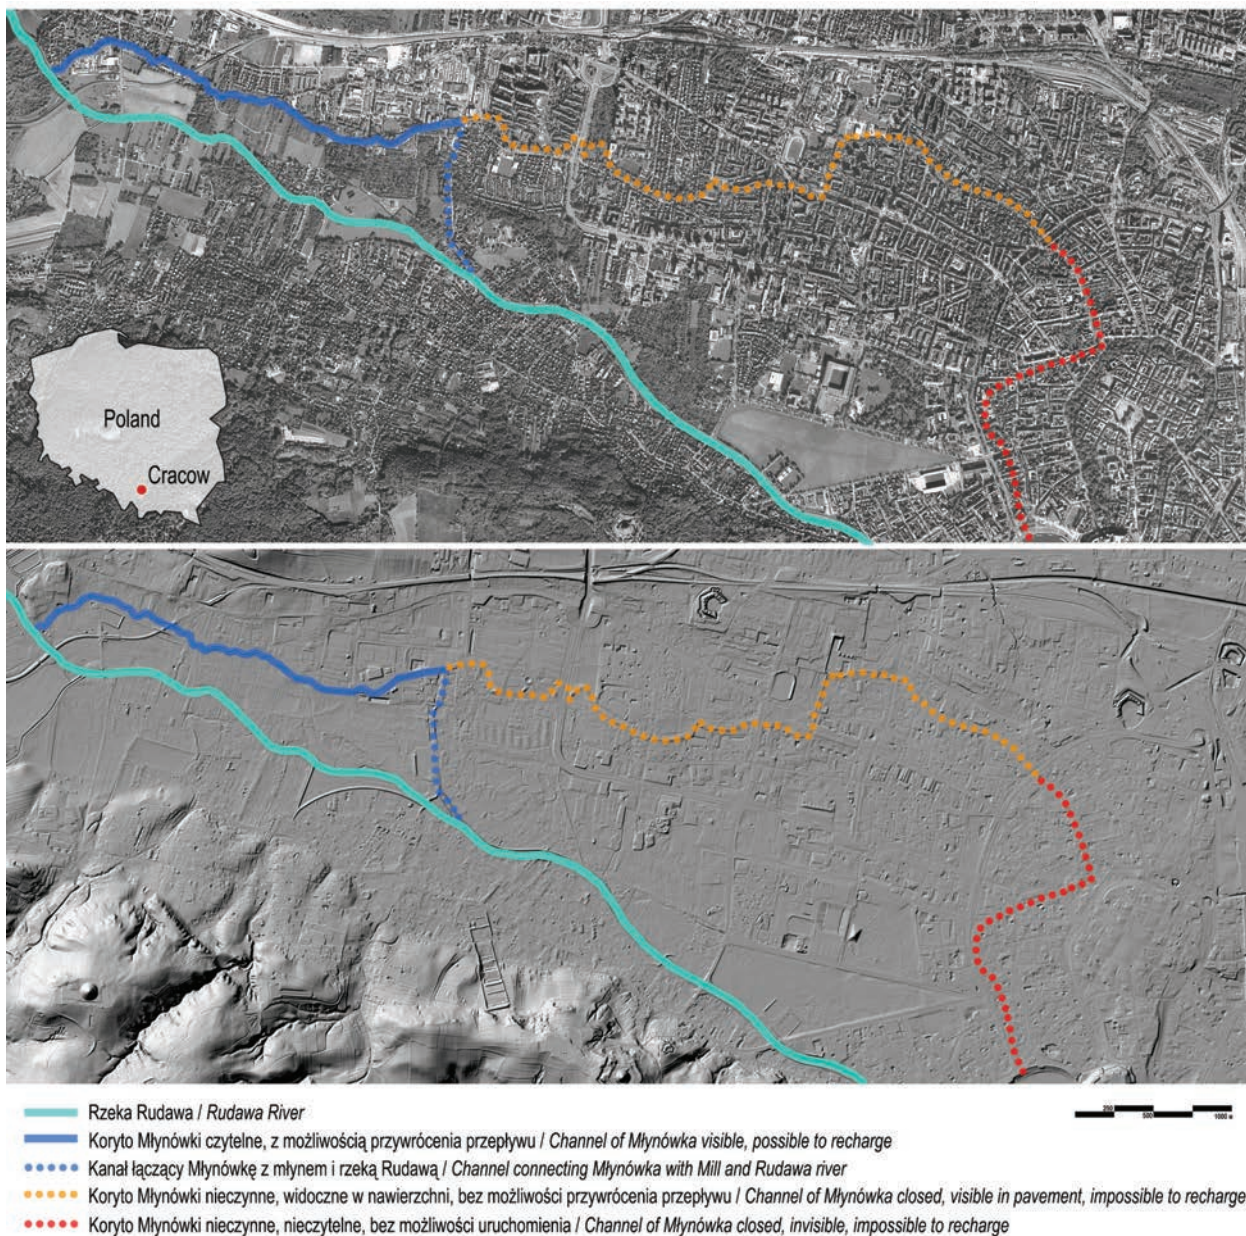 Poland
Cracow
Rzeka Rudawa / Rudawa River
250 500 1000 м
Koryto Młynówki czytelne, z możliwością przywrócenia przepływu / Channel of Młynówka visible, possible to recharge
Kanał łączący Młynówkę z młynem i rzeką Rudawą / Channel connecting Młynówka with Mill and Rudawa river
Koryto Młynówki nieczynne, widoczne w nawierzchni, bez możliwości przywrócenia przepływu / Channel of Młynówka closed, visible in pavement, impossible to recharge
Koryto Młynówki nieczynne, nieczytelne, bez możliwości uruchomienia / Channel of Młynówka closed, invisible, impossible to recharge